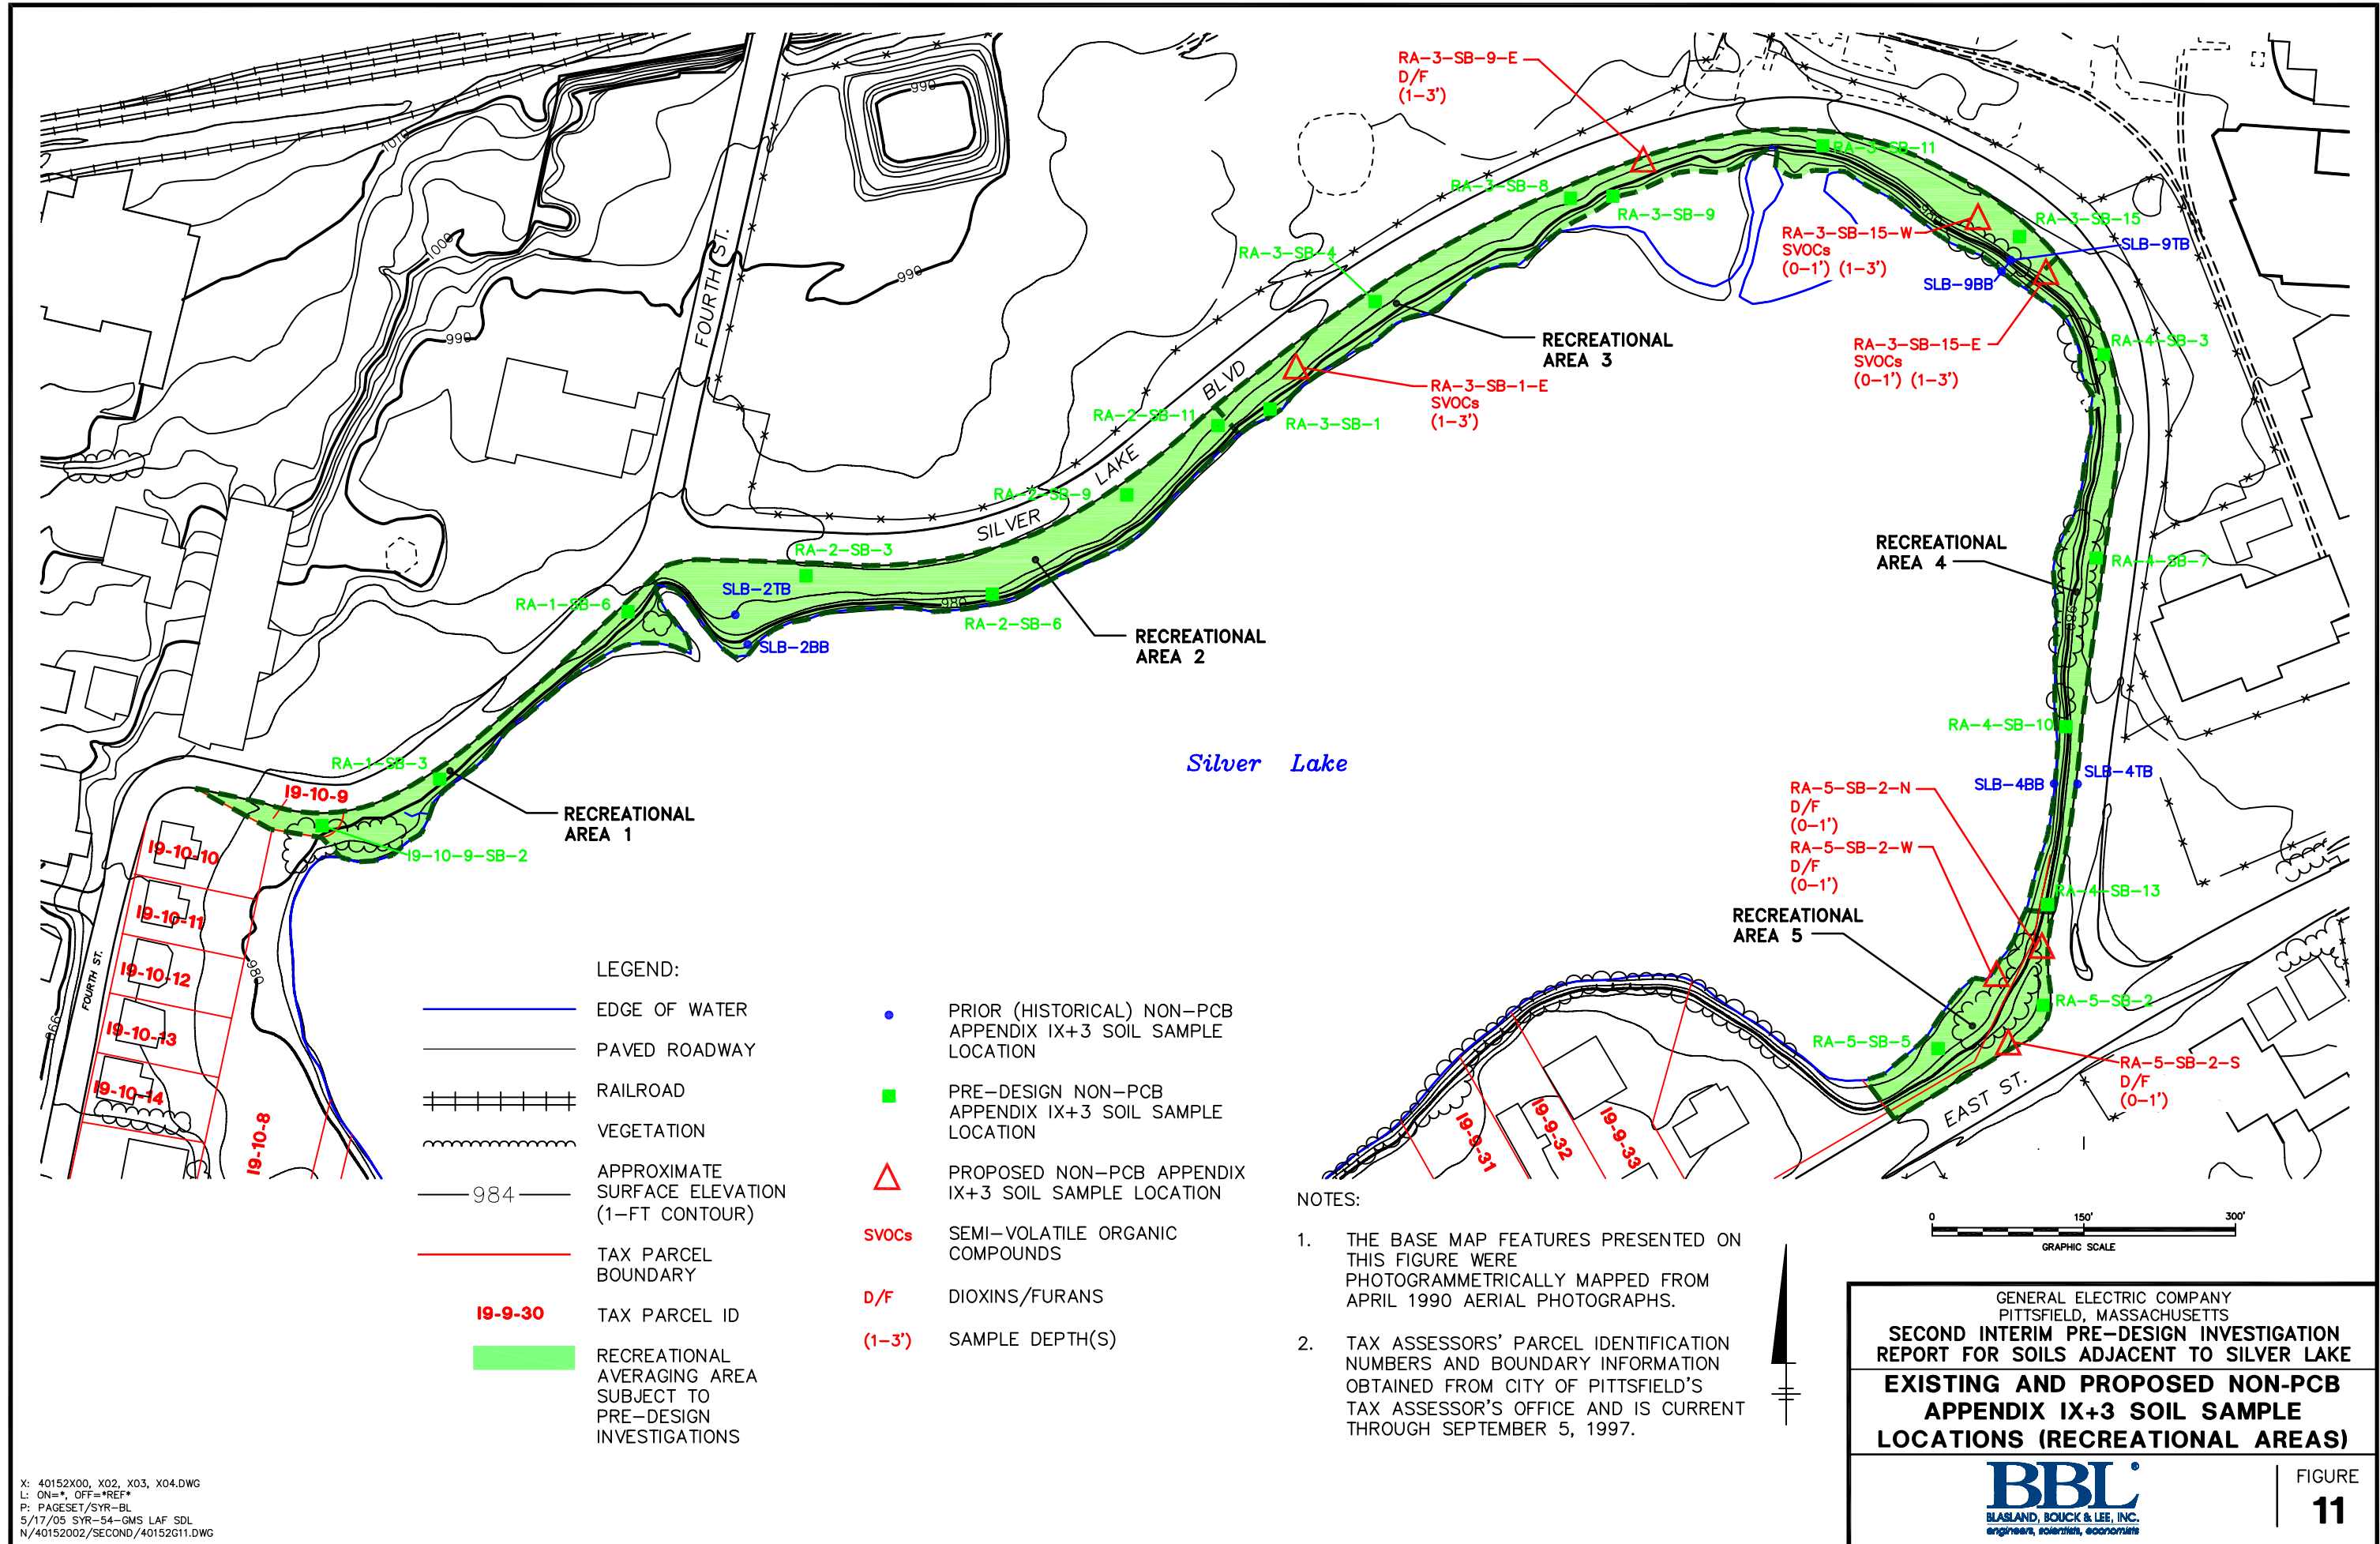 RA-3-SB-9-E
D/F
(1-3')
990
1010
1000
990
990
FOURTH ST.
RA-3-SB-11
RA-3-SB-8
RA-3-SB-9
RA-3-SB-15
RA-3-SB-15-W
SVOCs
(0-1') (1-3')
SLB-9TB
SLB-9BB
RA-3-SB-4
RECREATIONAL
AREA 3
RA-3-SB-15-E
SVOCs
(0-1') (1-3')
RA-4-SB-3
RA-3-SB-1-E
SVOCs
(1-3')
RA-2-SB-11
RA-3-SB-1
SILVER LAKE BLVD
RA-2-SB-9
RA-2-SB-3
RECREATIONAL
AREA 4
RA-4-SB-7
SLB-2TB
RA-1-SB-6
980
RA-2-SB-6
980
SLB-2BB
RECREATIONAL
AREA 2
RA-4-SB-10
Silver Lake
RA-1-SB-3
SLB-4BB
SLB-4TB
I9-10-9
RECREATIONAL
AREA 1
RA-5-SB-2-N
D/F
(0-1')
RA-5-SB-2-W
D/F
(0-1')
I9-10-10
I9-10-9-SB-2
RA-4-SB-13
I9-10-11
RECREATIONAL
AREA 5
I9-10-12
980
FOURTH ST.
RA-5-SB-2
I9-10-13
RA-5-SB-5
I9-10-14
RA-5-SB-2-S
D/F
(0-1')
EAST ST.
I9-10-8
I9-9-31
I9-9-32
I9-9-33
LEGEND:
EDGE OF WATER
PAVED ROADWAY
RAILROAD
VEGETATION
984
APPROXIMATE
SURFACE ELEVATION
(1-FT CONTOUR)
TAX PARCEL
BOUNDARY
I9-9-30
TAX PARCEL ID
RECREATIONAL
AVERAGING AREA
SUBJECT TO
PRE-DESIGN
INVESTIGATIONS
PRIOR (HISTORICAL) NON-PCB
APPENDIX IX+3 SOIL SAMPLE
LOCATION
PRE-DESIGN NON-PCB
APPENDIX IX+3 SOIL SAMPLE
LOCATION
PROPOSED NON-PCB APPENDIX
IX+3 SOIL SAMPLE LOCATION
SVOCs
SEMI-VOLATILE ORGANIC
COMPOUNDS
D/F
DIOXINS/FURANS
(1-3')
SAMPLE DEPTH(S)
NOTES:
1. THE BASE MAP FEATURES PRESENTED ON
THIS FIGURE WERE
PHOTOGRAMMETRICALLY MAPPED FROM
APRIL 1990 AERIAL PHOTOGRAPHS.
2. TAX ASSESSORS' PARCEL IDENTIFICATION
NUMBERS AND BOUNDARY INFORMATION
OBTAINED FROM CITY OF PITTSFIELD'S
TAX ASSESSOR'S OFFICE AND IS CURRENT
THROUGH SEPTEMBER 5, 1997.
0 150' 300'
GRAPHIC SCALE
GENERAL ELECTRIC COMPANY
PITTSFIELD, MASSACHUSETTS
SECOND INTERIM PRE-DESIGN INVESTIGATION
REPORT FOR SOILS ADJACENT TO SILVER LAKE
EXISTING AND PROPOSED NON-PCB
APPENDIX IX+3 SOIL SAMPLE
LOCATIONS (RECREATIONAL AREAS)
BBL®
BLASLAND, BOUCK & LEE, INC.
engineers, scientists, economists
FIGURE
11
X: 40152X00, X02, X03, X04.DWG
L: ON=*, OFF=*REF*
P: PAGESET/SYR-BL
5/17/05 SYR-54-GMS LAF SDL
N/40152002/SECOND/40152G11.DWG